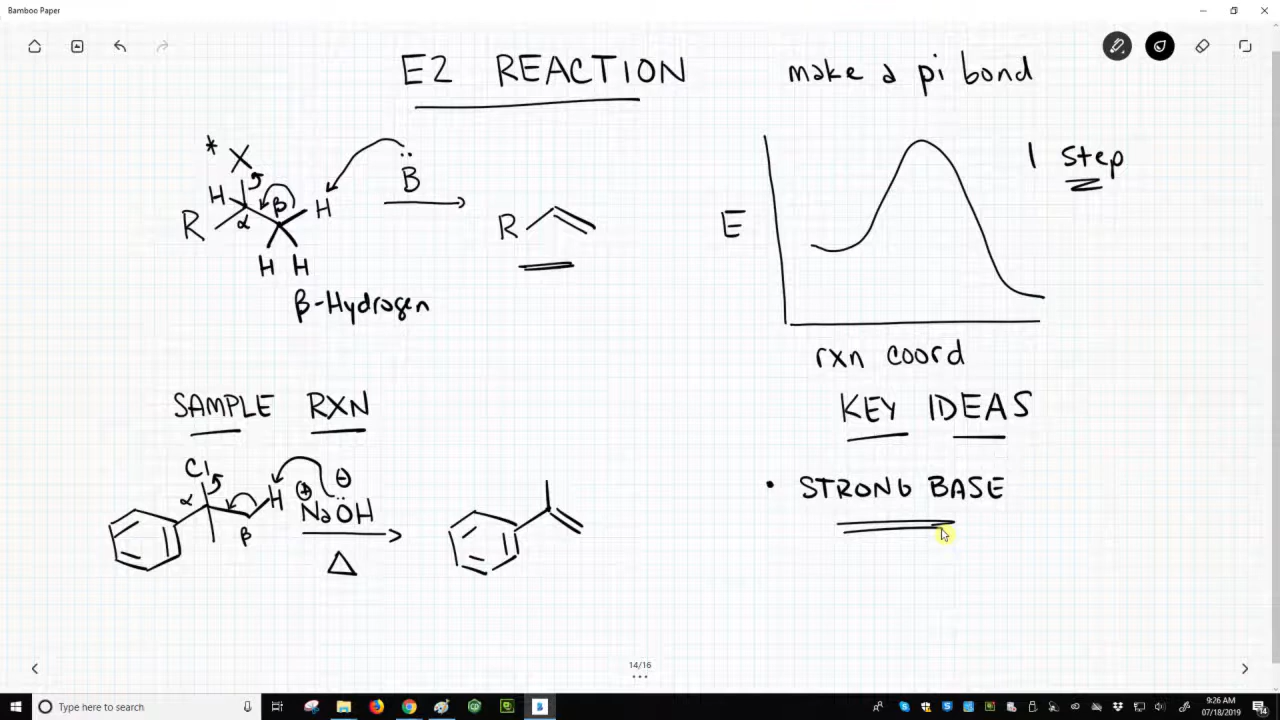 Bamboo Paper
E2 REACTION
make a pi bond
* X
H
α
β
H
B
R
H H
β-Hydrogen
R
1 Step
E
rxn coord
SAMPLE RXN
Cl
α
β
H
⊕ ⊖
NaOH
△
KEY IDEAS
• STRONG BASE
14/16
Type here to search
9:26 AM
07/18/2019
14